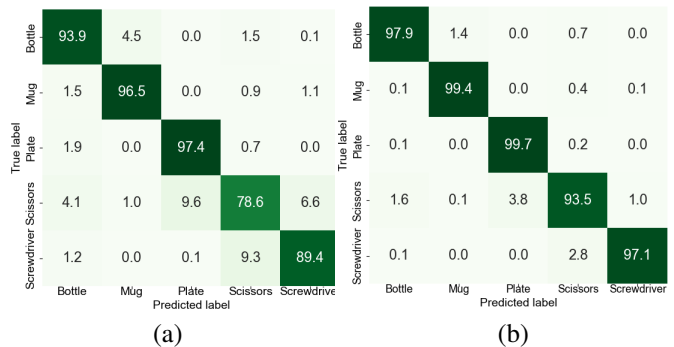 Bottle 93.9 4.5 0.0 1.5 0.1
Mug 1.5 96.5 0.0 0.9 1.1
Plate 1.9 0.0 97.4 0.7 0.0
Scissors 4.1 1.0 9.6 78.6 6.6
Screwdriver 1.2 0.0 0.1 9.3 89.4
True label
Bottle Mug Plate Scissors Screwdrive
Predicted label
(a)
Bottle 97.9 1.4 0.0 0.7 0.0
Mug 0.1 99.4 0.0 0.4 0.1
Plate 0.1 0.0 99.7 0.2 0.0
Scissors 1.6 0.1 3.8 93.5 1.0
Screwdriver 0.1 0.0 0.0 2.8 97.1
True label
Bottle Mug Plate Scissors Screwdriver
Predicted label
(b)